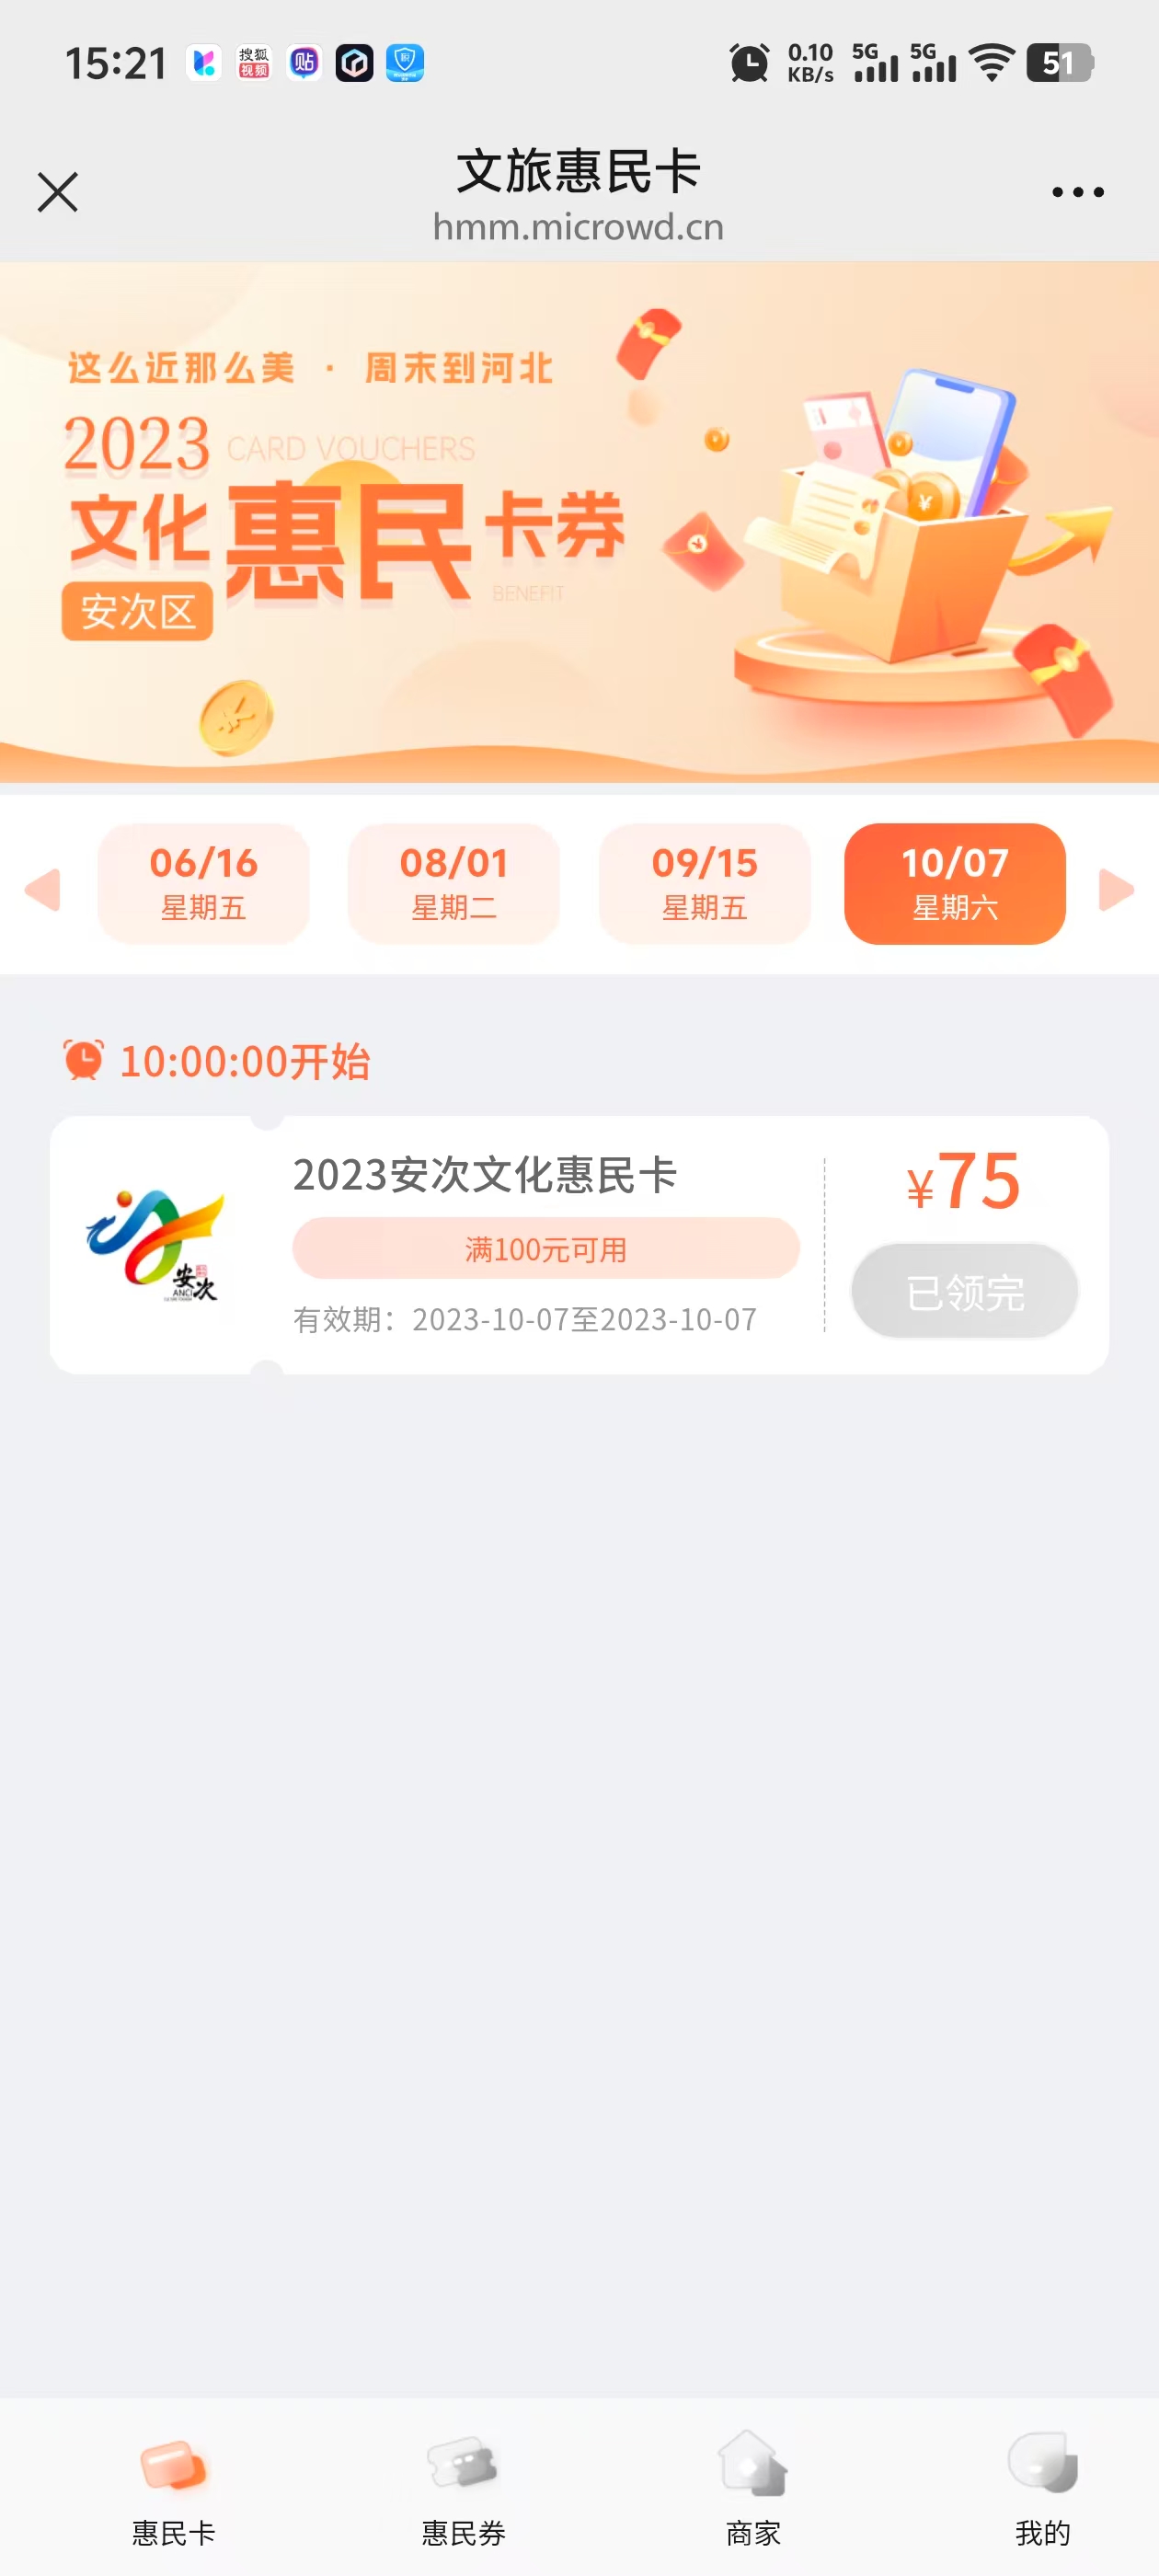 15:21
搜狐
视频
贴
0.10
KB/s
5G
5G
51
文旅惠民卡
hmm.microwd.cn
这么近那么美 · 周末到河北
2023 CARD VOUCHERS
文化惠民卡券
BENEFIT
安次区
06/16
星期五
08/01
星期二
09/15
星期五
10/07
星期六
10:00:00开始
2023安次文化惠民卡
满100元可用
有效期：2023-10-07至2023-10-07
安次
ANCI
¥75
已领完
惠民卡
惠民券
商家
我的